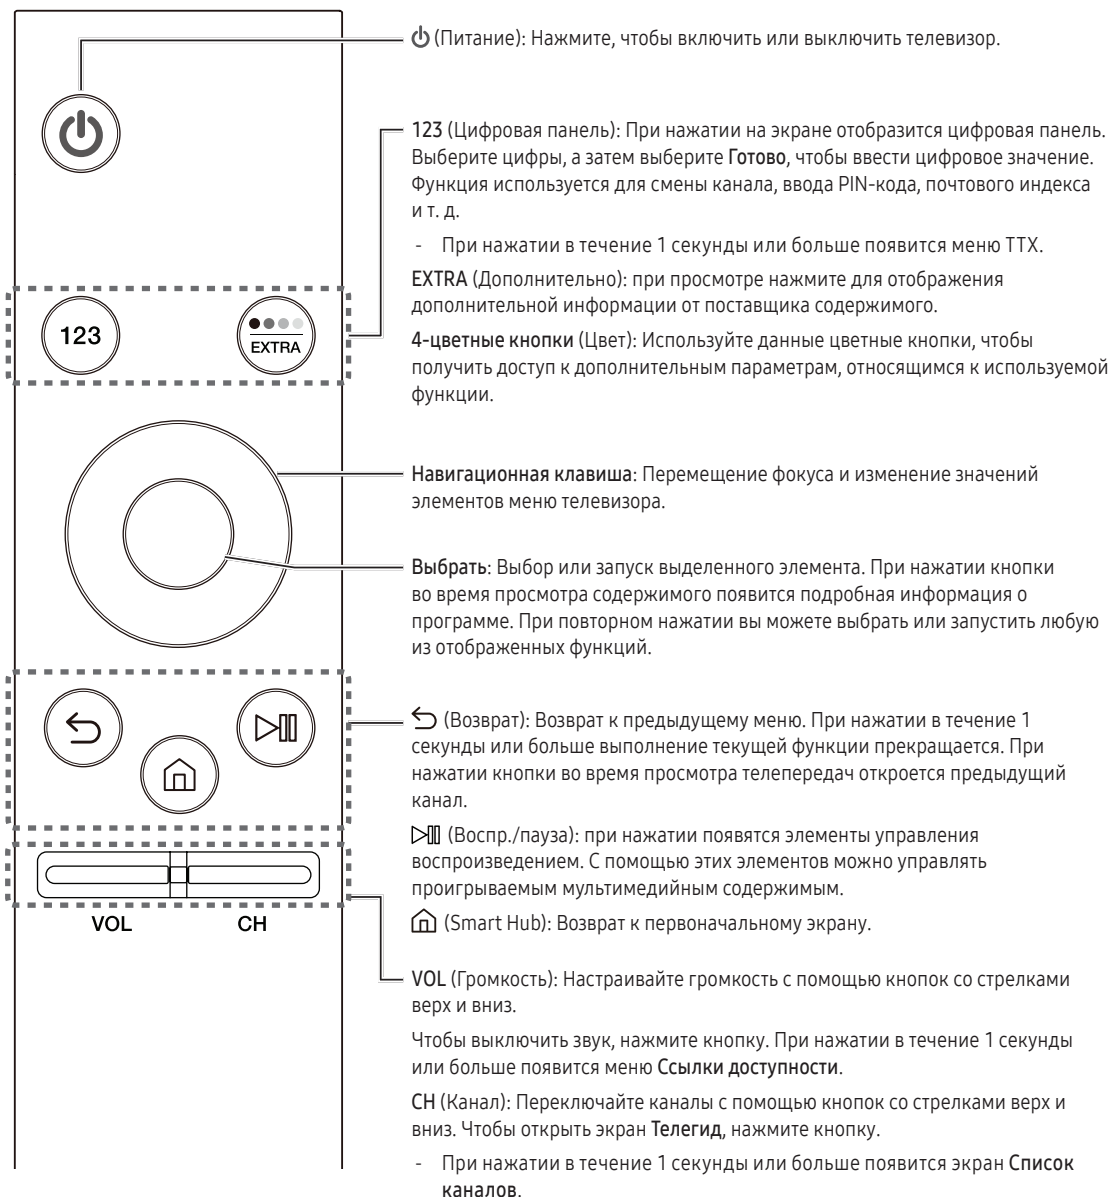 (Питание): Нажмите, чтобы включить или выключить телевизор.
123 (Цифровая панель): При нажатии на экране отобразится цифровая панель.
Выберите цифры, а затем выберите Готово, чтобы ввести цифровое значение.
Функция используется для смены канала, ввода PIN-кода, почтового индекса
и т. д.
- При нажатии в течение 1 секунды или больше появится меню TTX.
EXTRA (Дополнительно): при просмотре нажмите для отображения
дополнительной информации от поставщика содержимого.
4-цветные кнопки (Цвет): Используйте данные цветные кнопки, чтобы
получить доступ к дополнительным параметрам, относящимся к используемой
функции.
123
EXTRA
Навигационная клавиша: Перемещение фокуса и изменение значений
элементов меню телевизора.
Выбрать: Выбор или запуск выделенного элемента. При нажатии кнопки
во время просмотра содержимого появится подробная информация о
программе. При повторном нажатии вы можете выбрать или запустить любую
из отображенных функций.
(Возврат): Возврат к предыдущему меню. При нажатии в течение 1
секунды или больше выполнение текущей функции прекращается. При
нажатии кнопки во время просмотра телепередач откроется предыдущий
канал.
(Воспр./пауза): при нажатии появятся элементы управления
воспроизведением. С помощью этих элементов можно управлять
проигрываемым мультимедийным содержимым.
(Smart Hub): Возврат к первоначальному экрану.
VOL
CH
VOL (Громкость): Настраивайте громкость с помощью кнопок со стрелками
верх и вниз.
Чтобы выключить звук, нажмите кнопку. При нажатии в течение 1 секунды
или больше появится меню Ссылки доступности.
CH (Канал): Переключайте каналы с помощью кнопок со стрелками верх и
вниз. Чтобы открыть экран Телегид, нажмите кнопку.
- При нажатии в течение 1 секунды или больше появится экран Список
каналов.